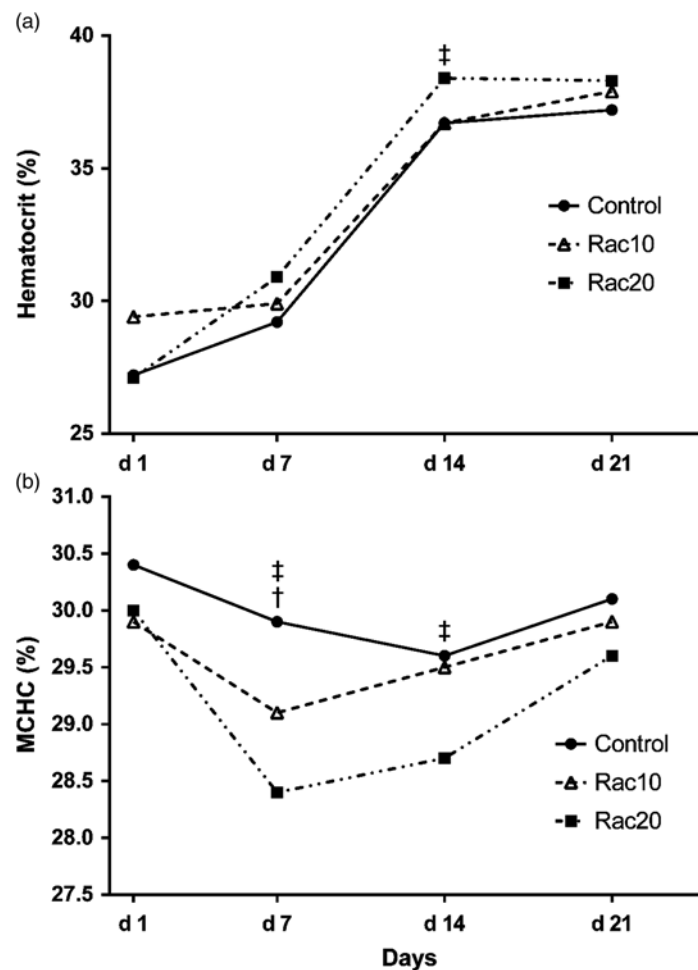 (a)
40
35
30
25
Hematocrit (%)
‡
Control
Rac10
Rac20
d 1
d 7
d 14
d 21
(b)
31.0
30.5
30.0
29.5
29.0
28.5
28.0
27.5
MCHC (%)
‡
†
‡
Control
Rac10
Rac20
d 1
d 7
d 14
d 21
Days